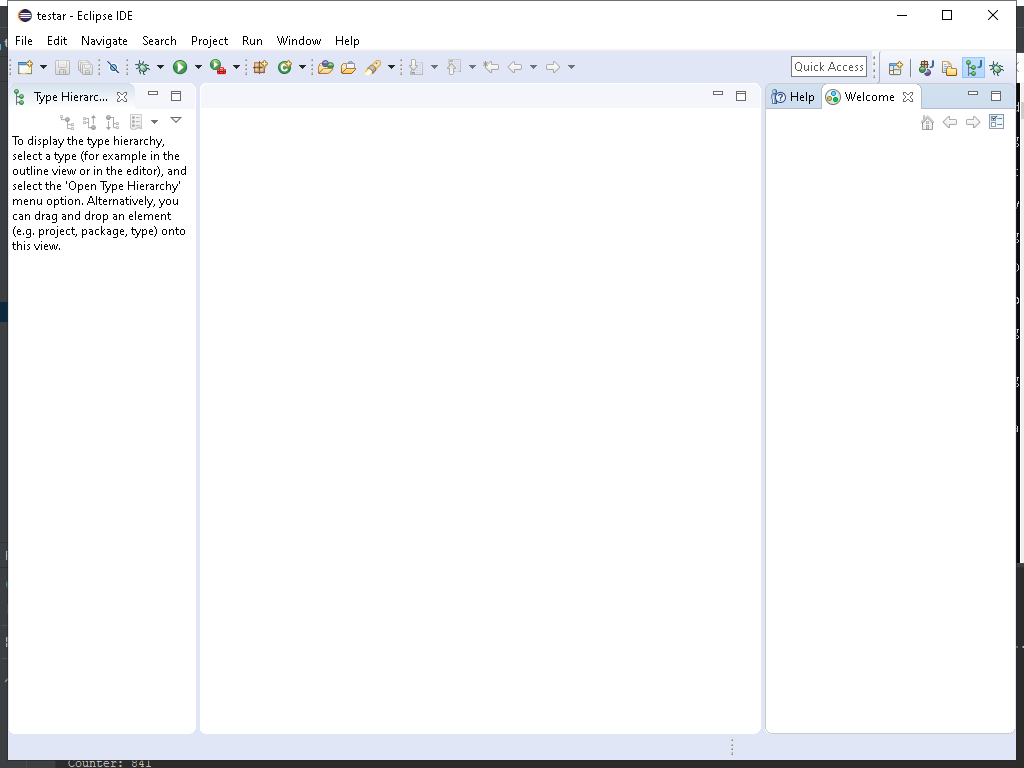 testar - Eclipse IDE
File Edit Navigate Search Project Run Window Help
Quick Access
Type Hierarc...
Help Welcome
To display the type hierarchy,
select a type (for example in the
outline view or in the editor), and
select the 'Open Type Hierarchy'
menu option. Alternatively, you
can drag and drop an element
(e.g. project, package, type) onto
this view.
Counter: 841